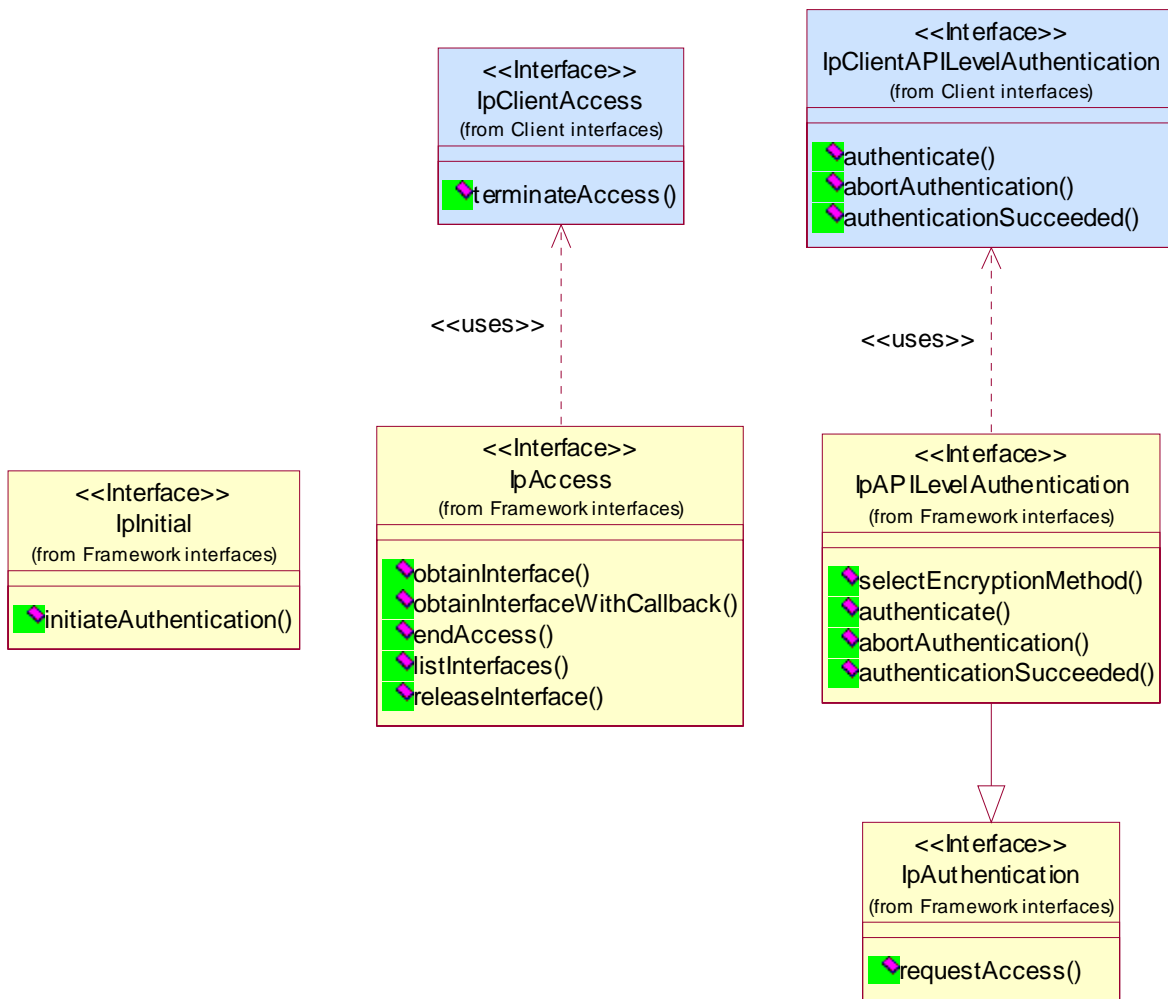 <<Interface>>
IpClientAccess
(from Client interfaces)
terminateAccess()
<<Interface>>
IpClientAPILevelAuthentication
(from Client interfaces)
authenticate()
abortAuthentication()
authenticationSucceeded()
<<uses>>
<<uses>>
<<Interface>>
IpInitial
(from Framework interfaces)
initiateAuthentication()
<<Interface>>
IpAccess
(from Framework interfaces)
obtainInterface()
obtainInterfaceWithCallback()
endAccess()
listInterfaces()
releaseInterface()
<<Interface>>
IpAPILevelAuthentication
(from Framework interfaces)
selectEncryptionMethod()
authenticate()
abortAuthentication()
authenticationSucceeded()
<<Interface>>
IpAuthentication
(from Framework interfaces)
requestAccess()